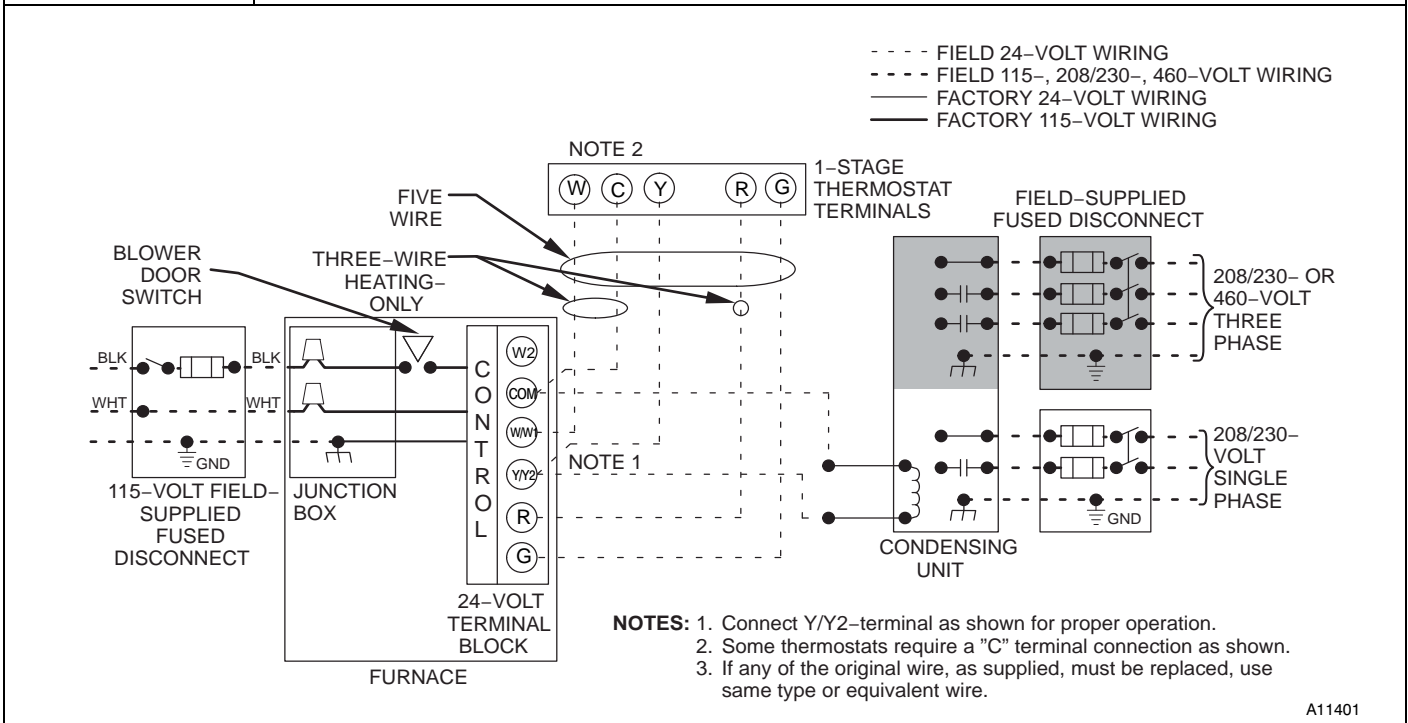 FIELD 24−VOLT WIRING
FIELD 115−, 208/230−, 460−VOLT WIRING
FACTORY 24−VOLT WIRING
FACTORY 115−VOLT WIRING
NOTE 2
W C Y R G
1−STAGE
THERMOSTAT
TERMINALS
FIVE
WIRE
THREE−WIRE
HEATING−
ONLY
BLOWER
DOOR
SWITCH
FIELD−SUPPLIED
FUSED DISCONNECT
208/230− OR
460−VOLT
THREE
PHASE
BLK
BLK
WHT
WHT
GND
115−VOLT FIELD−
SUPPLIED
FUSED
DISCONNECT
JUNCTION
BOX
CONTROL
W2
COM
W/W1
Y/Y2
R
G
NOTE 1
24−VOLT
TERMINAL
BLOCK
FURNACE
208/230−
VOLT
SINGLE
PHASE
GND
CONDENSING
UNIT
NOTES: 1. Connect Y/Y2−terminal as shown for proper operation.
2. Some thermostats require a ”C” terminal connection as shown.
3. If any of the original wire, as supplied, must be replaced, use
same type or equivalent wire.
A11401